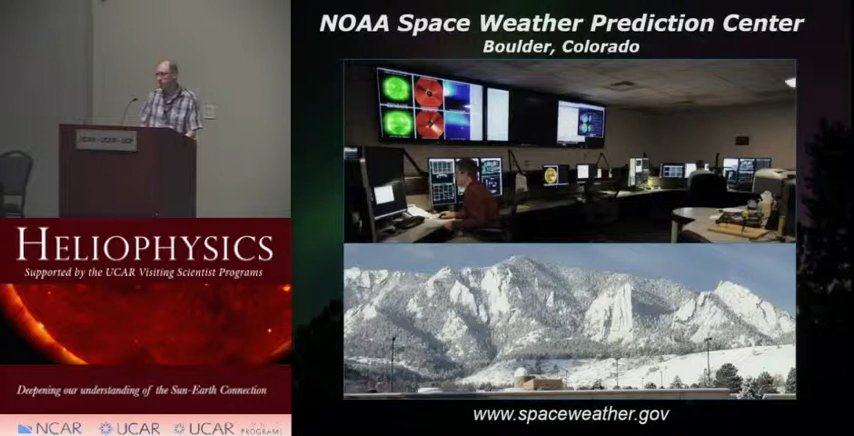 NOAA Space Weather Prediction Center
Boulder, Colorado
HELIOPHYSICS
Supported by the UCAR Visiting Scientist Programs
Deepening our understanding of the Sun-Earth Connection
NCAR
UCAR
UCAR PROGRAMS
www.spaceweather.gov